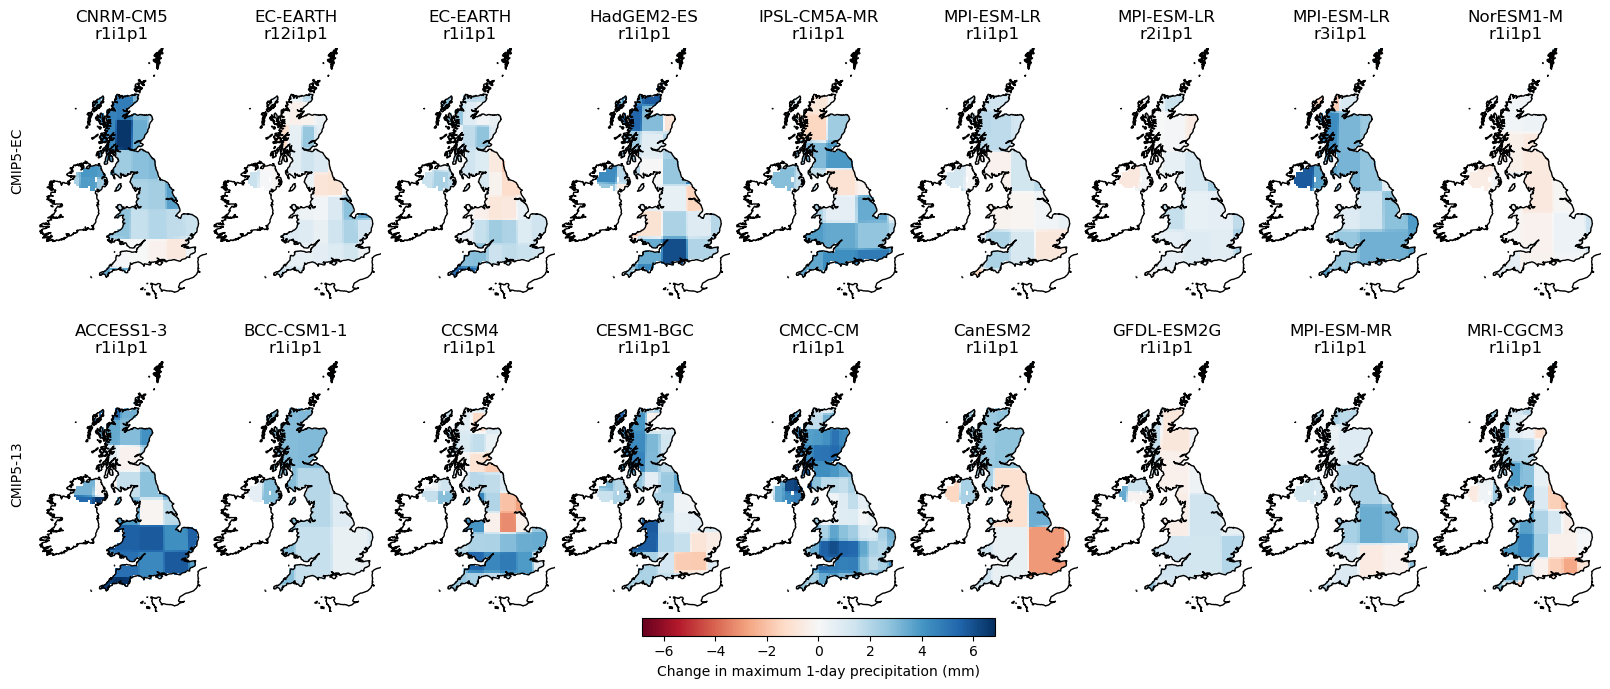 CNRM-CM5 EC-EARTH EC-EARTH HadGEM2-ES IPSL-CM5A-MR MPI-ESM-LR MPI-ESM-LR MPI-ESM-LR NorESM1-M
r1i1p1 r12i1p1 r1i1p1 r1i1p1 r1i1p1 r1i1p1 r2i1p1 r3i1p1 r1i1p1
CMIP5-EC
ACCESS1-3 BCC-CSM1-1 CCSM4 CESM1-BGC CMCC-CM CanESM2 GFDL-ESM2G MPI-ESM-MR MRI-CGCM3
r1i1p1 r1i1p1 r1i1p1 r1i1p1 r1i1p1 r1i1p1 r1i1p1 r1i1p1 r1i1p1
CMIP5-13
−6 −4 −2 0 2 4 6
Change in maximum 1-day precipitation (mm)